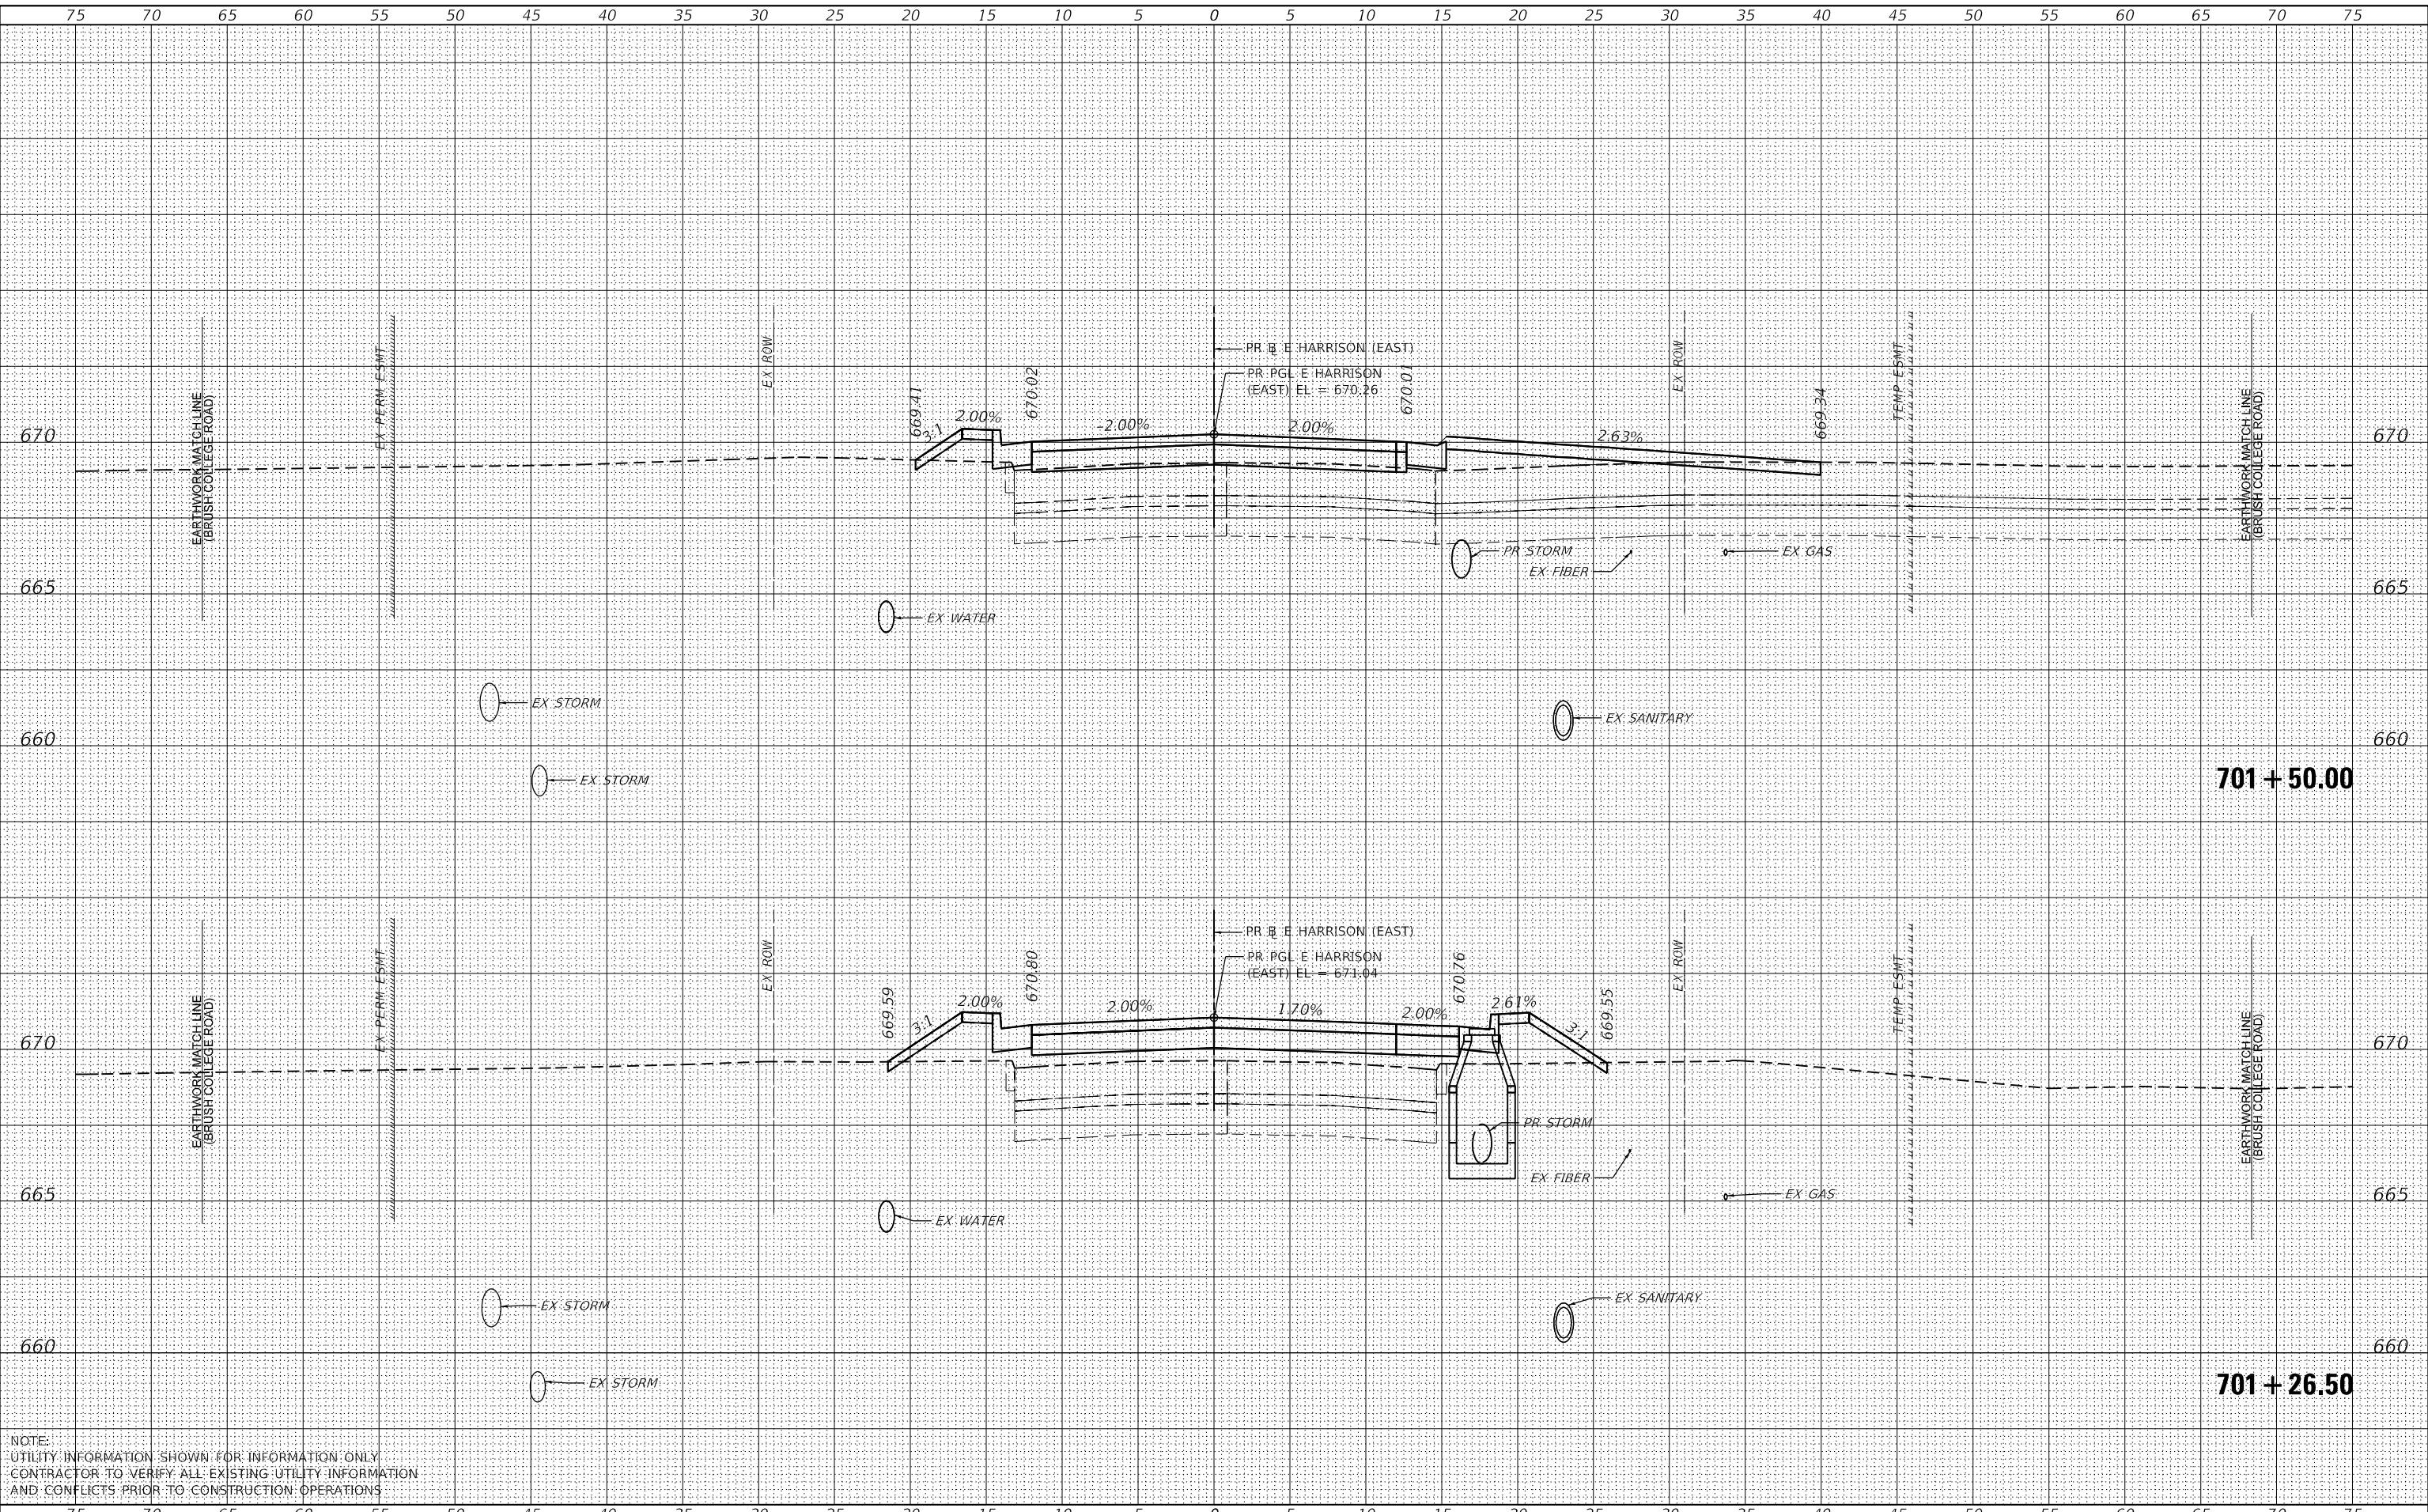 75 70 65 60 55 50 45 40 35 30 25 20 15 10 5 0 5 10 15 20 25 30 35 40 45 50 55 60 65 70 75
EARTHWORK MATCH LINE
(BRUSH COLLEGE ROAD)
EX PERM ESMT
EX ROW
669.41
3:1
2.00%
670.02
-2.00%
PR BL E HARRISON (EAST)
PR PGL E HARRISON
(EAST) EL = 670.26
2.00%
670.01
2.63%
EX ROW
669.34
TEMP ESMT
EARTHWORK MATCH LINE
(BRUSH COLLEGE ROAD)
670
670
PR STORM
EX FIBER
EX GAS
665
665
EX WATER
EX STORM
EX SANITARY
660
660
EX STORM
701+50.00
EARTHWORK MATCH LINE
(BRUSH COLLEGE ROAD)
EX PERM ESMT
EX ROW
669.59
3:1
2.00%
670.80
2.00%
PR BL E HARRISON (EAST)
PR PGL E HARRISON
(EAST) EL = 671.04
1.70%
2.00%
670.76
2.61%
3:1
669.55
EX ROW
TEMP ESMT
EARTHWORK MATCH LINE
(BRUSH COLLEGE ROAD)
670
670
PR STORM
EX FIBER
EX GAS
665
665
EX WATER
EX STORM
EX SANITARY
660
660
EX STORM
701+26.50
NOTE:
UTILITY INFORMATION SHOWN FOR INFORMATION ONLY
CONTRACTOR TO VERIFY ALL EXISTING UTILITY INFORMATION
AND CONFLICTS PRIOR TO CONSTRUCTION OPERATIONS
75 70 65 60 55 50 45 40 35 30 25 20 15 10 5 0 5 10 15 20 25 30 35 40 45 50 55 60 65 70 75